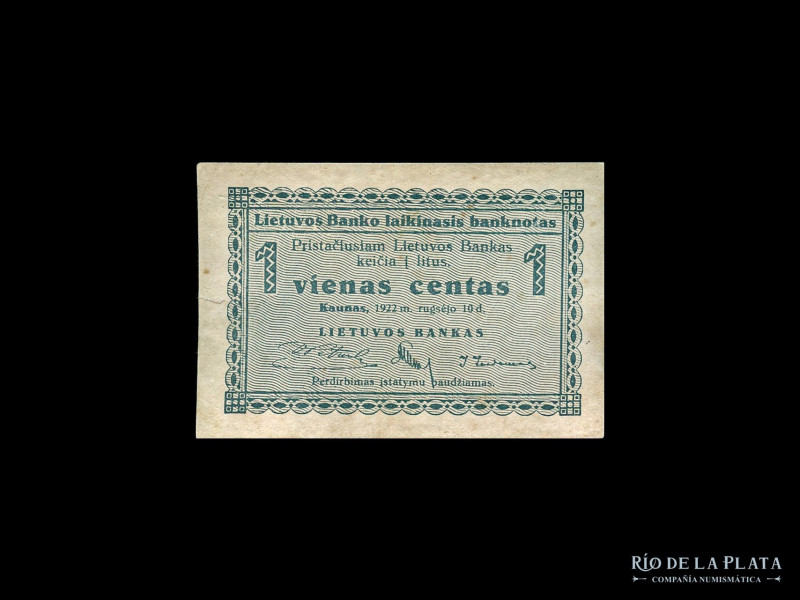 Lietuvos Banko laikinasis banknotas
Pristačiusiam Lietuvos Bankas
keičia į litus.
1 vienas centas 1
Kaunas, 1922 m. rugsėjo 10 d.
LIETUVOS BANKAS
Perdirbimas įstatymu baudžiamas.
RÍO DE LA PLATA
COMPAÑÍA NUMISMÁTICA